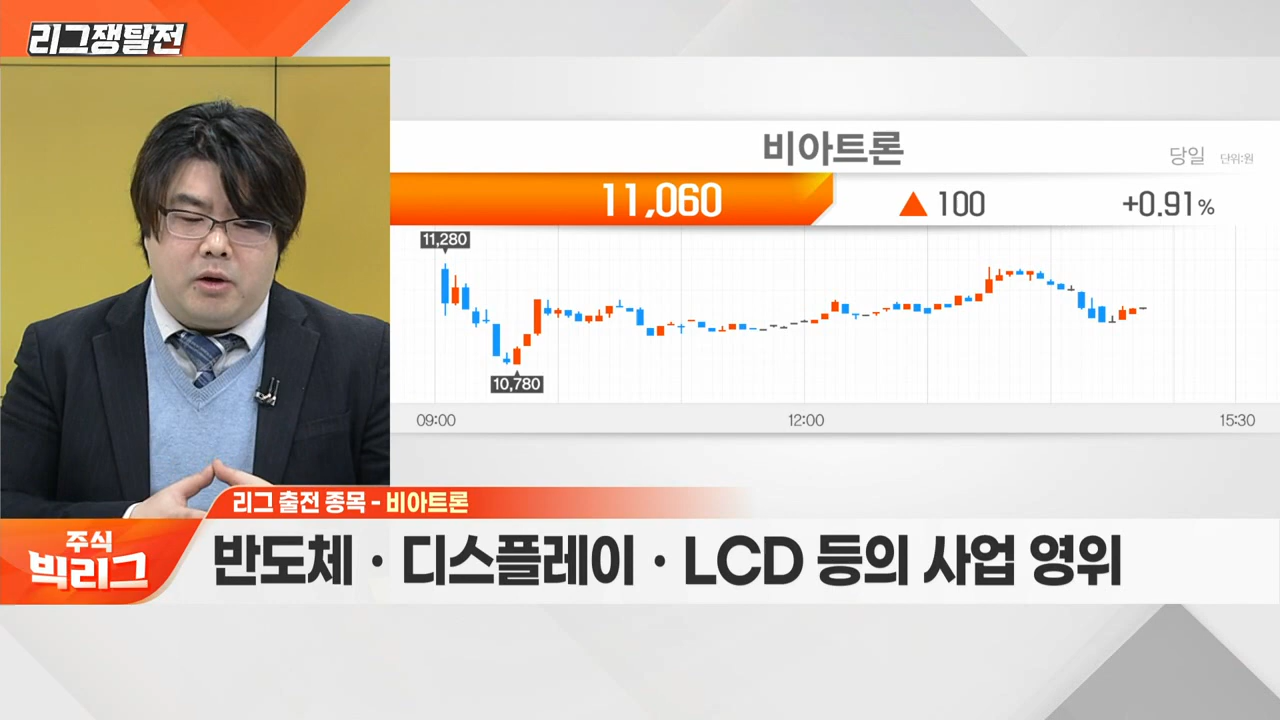 리그쟁탈전
비아트론
당일 단위:원
11,060 ▲ 100 +0.91%
11,280
10,780
09:00 12:00 15:30
리그 출전 종목 - 비아트론
주식
빅리그
반도체 · 디스플레이 · LCD 등의 사업 영위